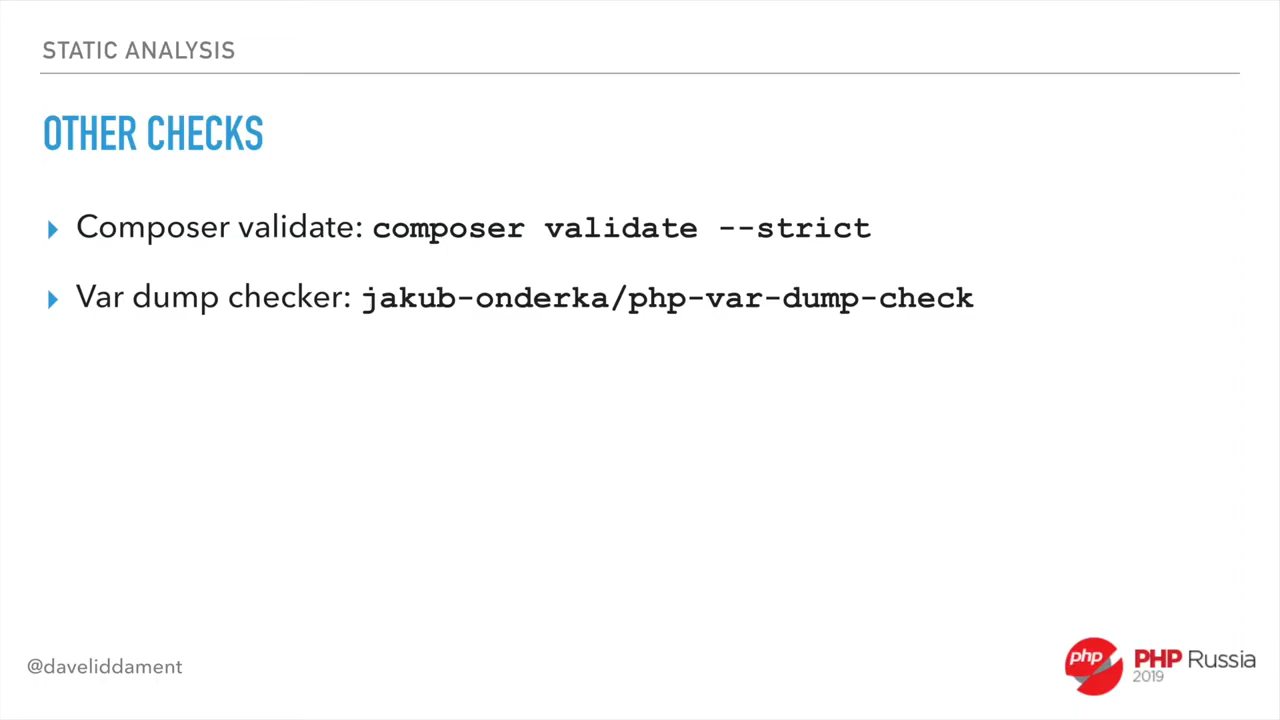 STATIC ANALYSIS
OTHER CHECKS
Composer validate: composer validate --strict
Var dump checker: jakub-onderka/php-var-dump-check
@daveliddament
php PHP Russia
2019